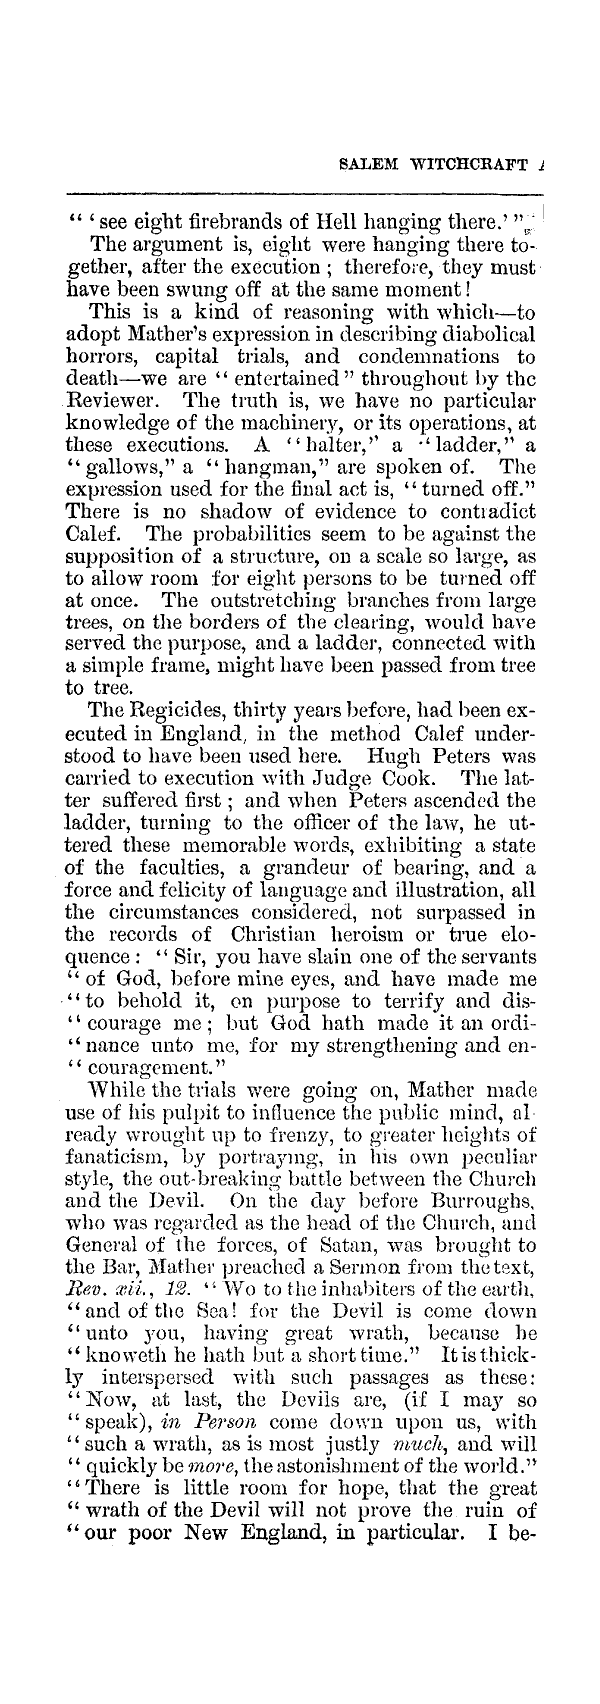 SALEM WITCHCRAFT
" ' see eight firebrands of Hell hanging there.' "
The argument is, eight were hanging there to-
gether, after the execution ; therefore, they must
have been swung off at the same moment!
This is a kind of reasoning with which—to
adopt Mather's expression in describing diabolical
horrors, capital trials, and condemnations to
death—we are " entertained " throughout by the
Reviewer. The truth is, we have no particular
knowledge of the machinery, or its operations, at
these executions. A " halter," a " ladder," a
" gallows," a " hangman," are spoken of. The
expression used for the final act is, " turned off."
There is no shadow of evidence to contradict
Calef. The probabilities seem to be against the
supposition of a structure, on a scale so large, as
to allow room for eight persons to be turned off
at once. The outstretching branches from large
trees, on the borders of the clearing, would have
served the purpose, and a ladder, connected with
a simple frame, might have been passed from tree
to tree.
The Regicides, thirty years before, had been ex-
ecuted in England, in the method Calef under-
stood to have been used here. Hugh Peters was
carried to execution with Judge Cook. The lat-
ter suffered first ; and when Peters ascended the
ladder, turning to the officer of the law, he ut-
tered these memorable words, exhibiting a state
of the faculties, a grandeur of bearing, and a
force and felicity of language and illustration, all
the circumstances considered, not surpassed in
the records of Christian heroism or true elo-
quence : " Sir, you have slain one of the servants
" of God, before mine eyes, and have made me
" to behold it, on purpose to terrify and dis-
" courage me ; but God hath made it an ordi-
" nance unto me, for my strengthening and en-
" couragement."
While the trials were going on, Mather made
use of his pulpit to influence the public mind, al-
ready wrought up to frenzy, to greater heights of
fanaticism, by portraying, in his own peculiar
style, the out-breaking battle between the Church
and the Devil. On the day before Burroughs,
who was regarded as the head of the Church, and
General of the forces, of Satan, was brought to
the Bar, Mather preached a Sermon from the text,
Rev. xii., 12. " Wo to the inhabiters of the earth,
" and of the Sea! for the Devil is come down
" unto you, having great wrath, because he
" knoweth he hath but a short time." It is thick-
ly interspersed with such passages as these:
" Now, at last, the Devils are, (if I may so
" speak), in Person come down upon us, with
" such a wrath, as is most justly much, and will
" quickly be more, the astonishment of the world."
" There is little room for hope, that the great
" wrath of the Devil will not prove the ruin of
" our poor New England, in particular. I be-